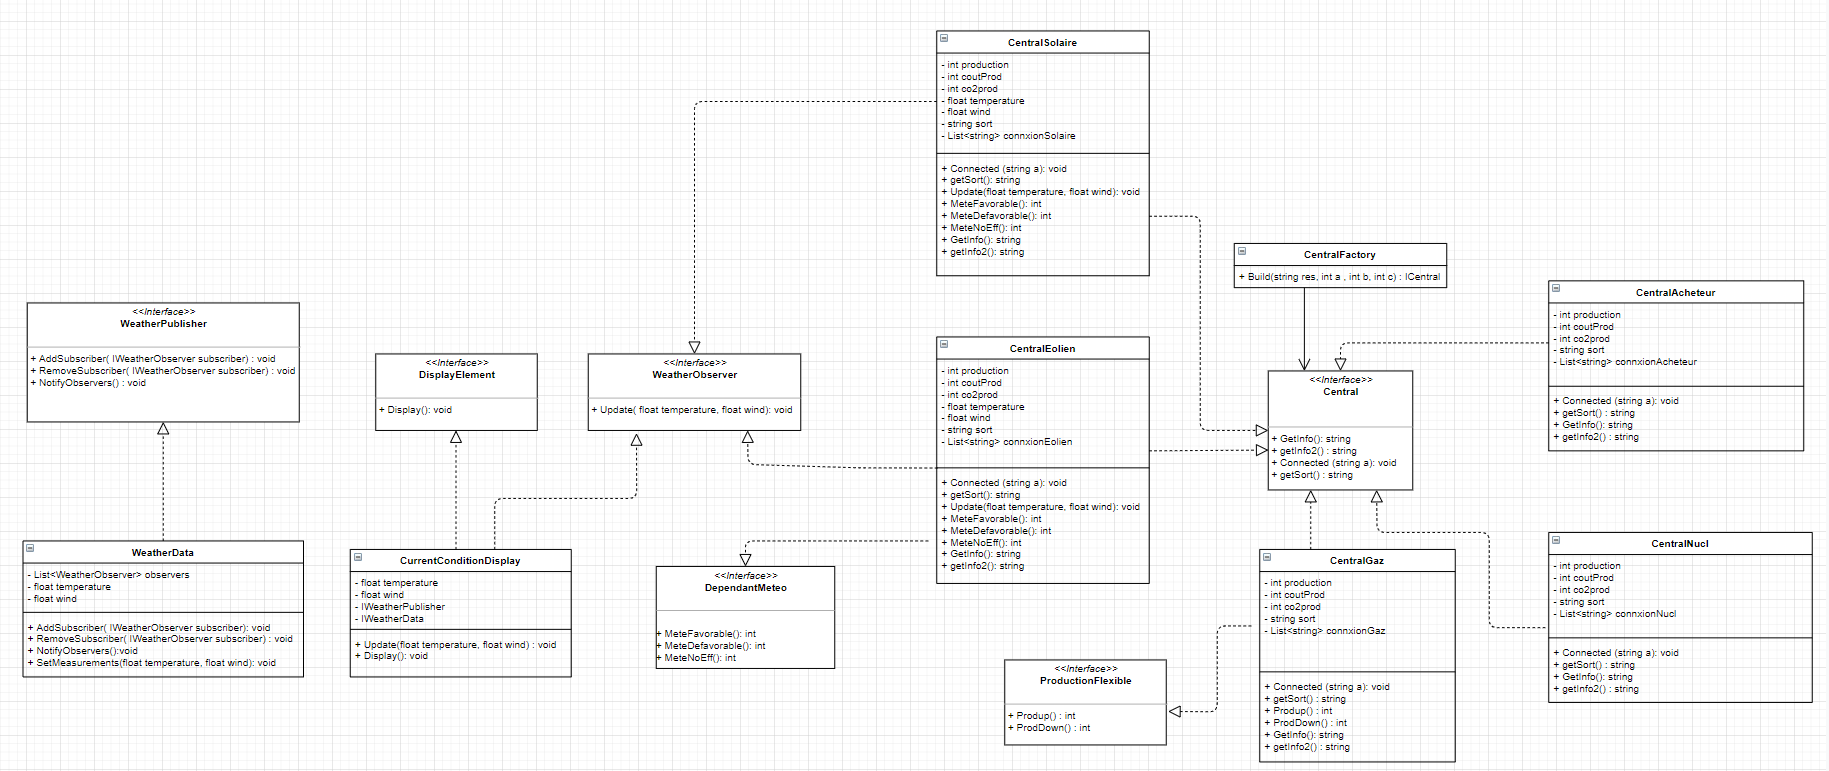 CentralSolaire
- int production
- int coutProd
- int co2prod
- float temperature
- float wind
- string sort
- List<string> connxionSolaire
+ Connected (string a): void
+ getSort(): string
+ Update(float temperature, float wind): void
+ MeteFavorable(): int
+ MeteDefavorable(): int
+ MeteNoEff(): int
+ GetInfo(): string
+ getInfo2(): string
CentralFactory
+ Build(string res, int a , int b, int c) : ICentral
CentralAcheteur
- int production
- int coutProd
- int co2prod
- string sort
- List<string> connxionAcheteur
+ Connected (string a): void
+ getSort() : string
+ GetInfo(): string
+ getInfo2() : string
<<Interface>>
WeatherPublisher
+ AddSubscriber( IWeatherObserver subscriber) : void
+ RemoveSubscriber( IWeatherObserver subscriber) : void
+ NotifyObservers() : void
<<Interface>>
DisplayElement
+ Display(): void
<<Interface>>
WeatherObserver
+ Update( float temperature, float wind): void
CentralEolien
- int production
- int coutProd
- int co2prod
- float temperature
- float wind
- string sort
- List<string> connxionEolien
+ Connected (string a): void
+ getSort(): string
+ Update(float temperature, float wind): void
+ MeteFavorable(): int
+ MeteDefavorable(): int
+ MeteNoEff(): int
+ GetInfo(): string
+ getInfo2(): string
<<Interface>>
Central
+ GetInfo(): string
+ getInfo2() : string
+ Connected (string a): void
+ getSort() : string
WeatherData
- List<WeatherObserver> observers
- float temperature
- float wind
+ AddSubscriber( IWeatherObserver subscriber): void
+ RemoveSubscriber( IWeatherObserver subscriber) : void
+ NotifyObservers():void
+ SetMeasurements(float temperature, float wind): void
CurrentConditionDisplay
- float temperature
- float wind
- IWeatherPublisher
- IWeatherData
+ Update(float temperature, float wind) : void
+ Display(): void
<<Interface>>
DependantMeteo
+ MeteFavorable(): int
+ MeteDefavorable(): int
+ MeteNoEff(): int
<<Interface>>
ProductionFlexible
+ Produp() : int
+ ProdDown() : int
CentralGaz
- int production
- int coutProd
- int co2prod
- string sort
- List<string> connxionGaz
+ Connected (string a): void
+ getSort() : string
+ Produp() : int
+ ProdDown() : int
+ GetInfo(): string
+ getInfo2() : string
CentralNucl
- int production
- int coutProd
- int co2prod
- string sort
- List<string> connxionNucl
+ Connected (string a): void
+ getSort() : string
+ GetInfo(): string
+ getInfo2() : string